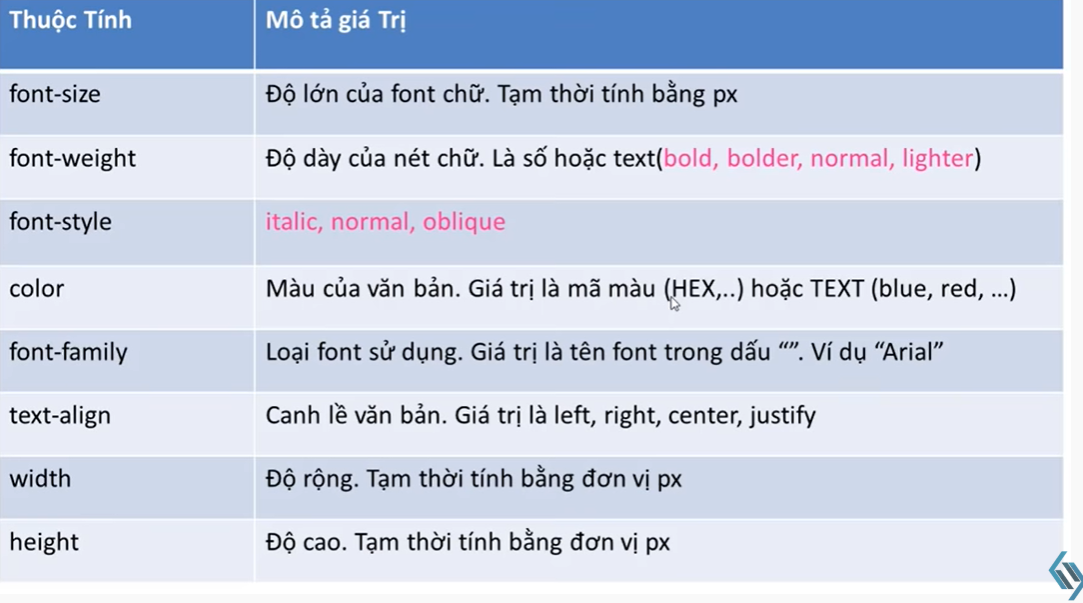 Thuộc Tính Mô tả giá Trị
font-size Độ lớn của font chữ. Tạm thời tính bằng px
font-weight Độ dày của nét chữ. Là số hoặc text(bold, bolder, normal, lighter)
font-style italic, normal, oblique
color Màu của văn bản. Giá trị là mã màu (HEX,..) hoặc TEXT (blue, red, ...)
font-family Loại font sử dụng. Giá trị là tên font trong dấu “”. Ví dụ “Arial”
text-align Canh lề văn bản. Giá trị là left, right, center, justify
width Độ rộng. Tạm thời tính bằng đơn vị px
height Độ cao. Tạm thời tính bằng đơn vị px